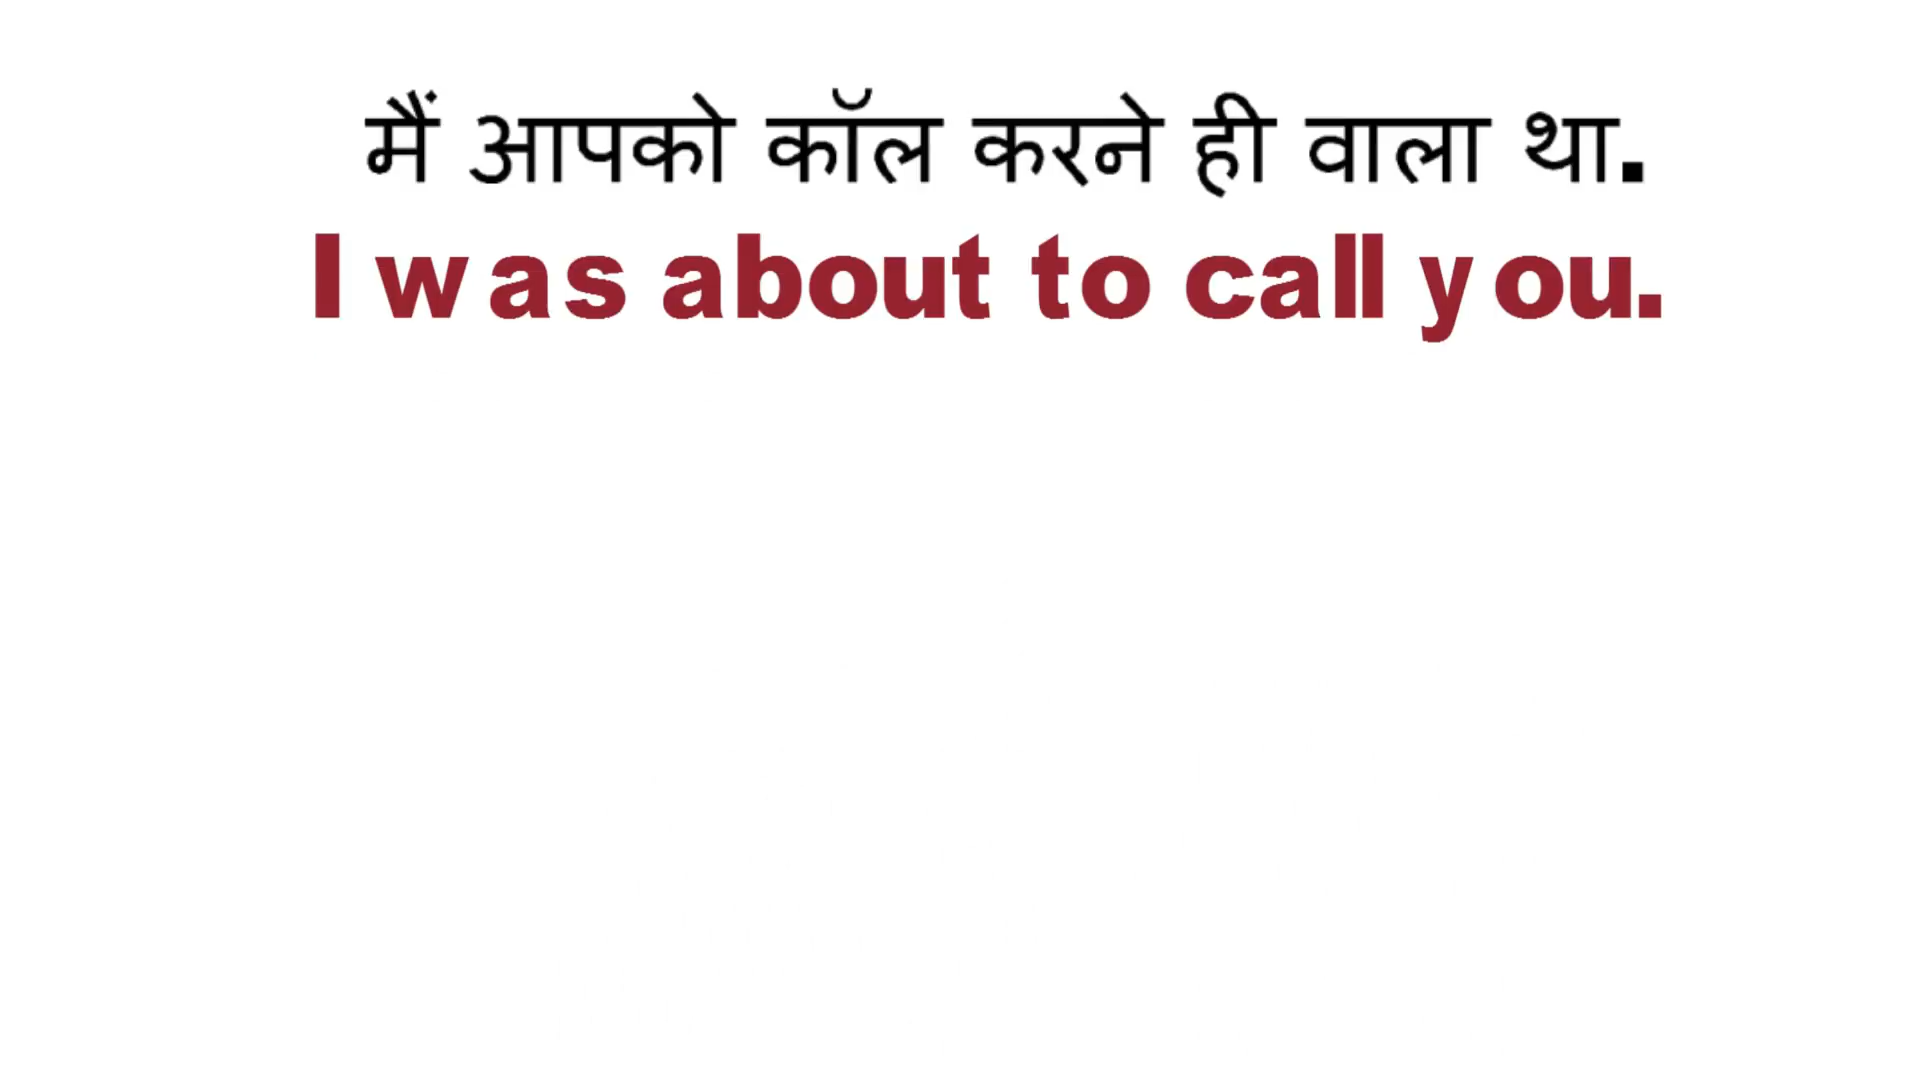 मैं आपको कॉल करने ही वाला था.
I was about to call you.